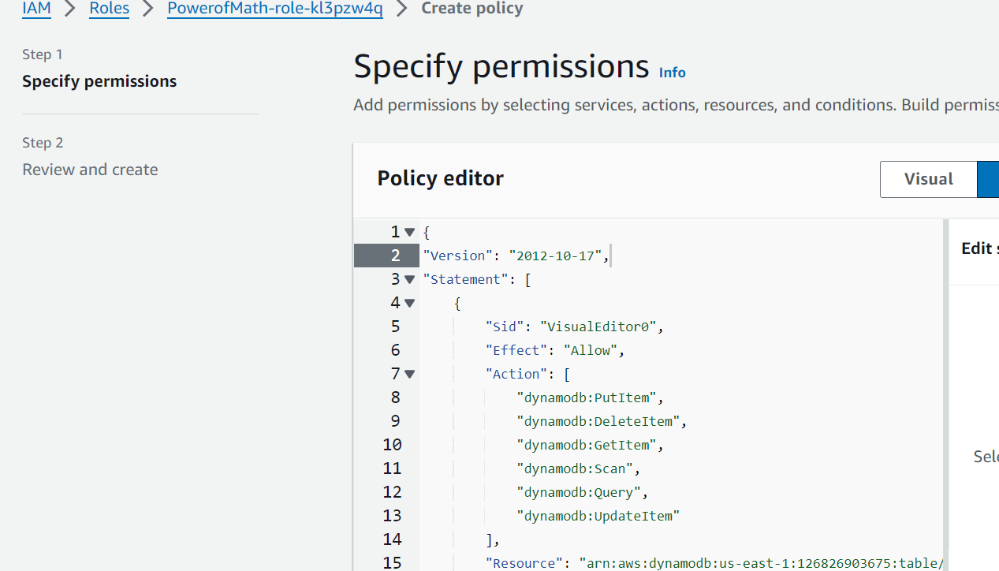 IAM > Roles > PowerofMath-role-kl3pzw4q > Create policy
Step 1
Specify permissions
Step 2
Review and create
Specify permissions Info
Add permissions by selecting services, actions, resources, and conditions. Build permiss
Policy editor
Visual
1 {
2 "Version": "2012-10-17",
3 "Statement": [
4 {
5 "Sid": "VisualEditor0",
6 "Effect": "Allow",
7 "Action": [
8 "dynamodb:PutItem",
9 "dynamodb:DeleteItem",
10 "dynamodb:GetItem",
11 "dynamodb:Scan",
12 "dynamodb:Query",
13 "dynamodb:UpdateItem"
14 ],
15 "Resource": "arn:aws:dynamodb:us-east-1:126826903675:table/
Edit s
Sele